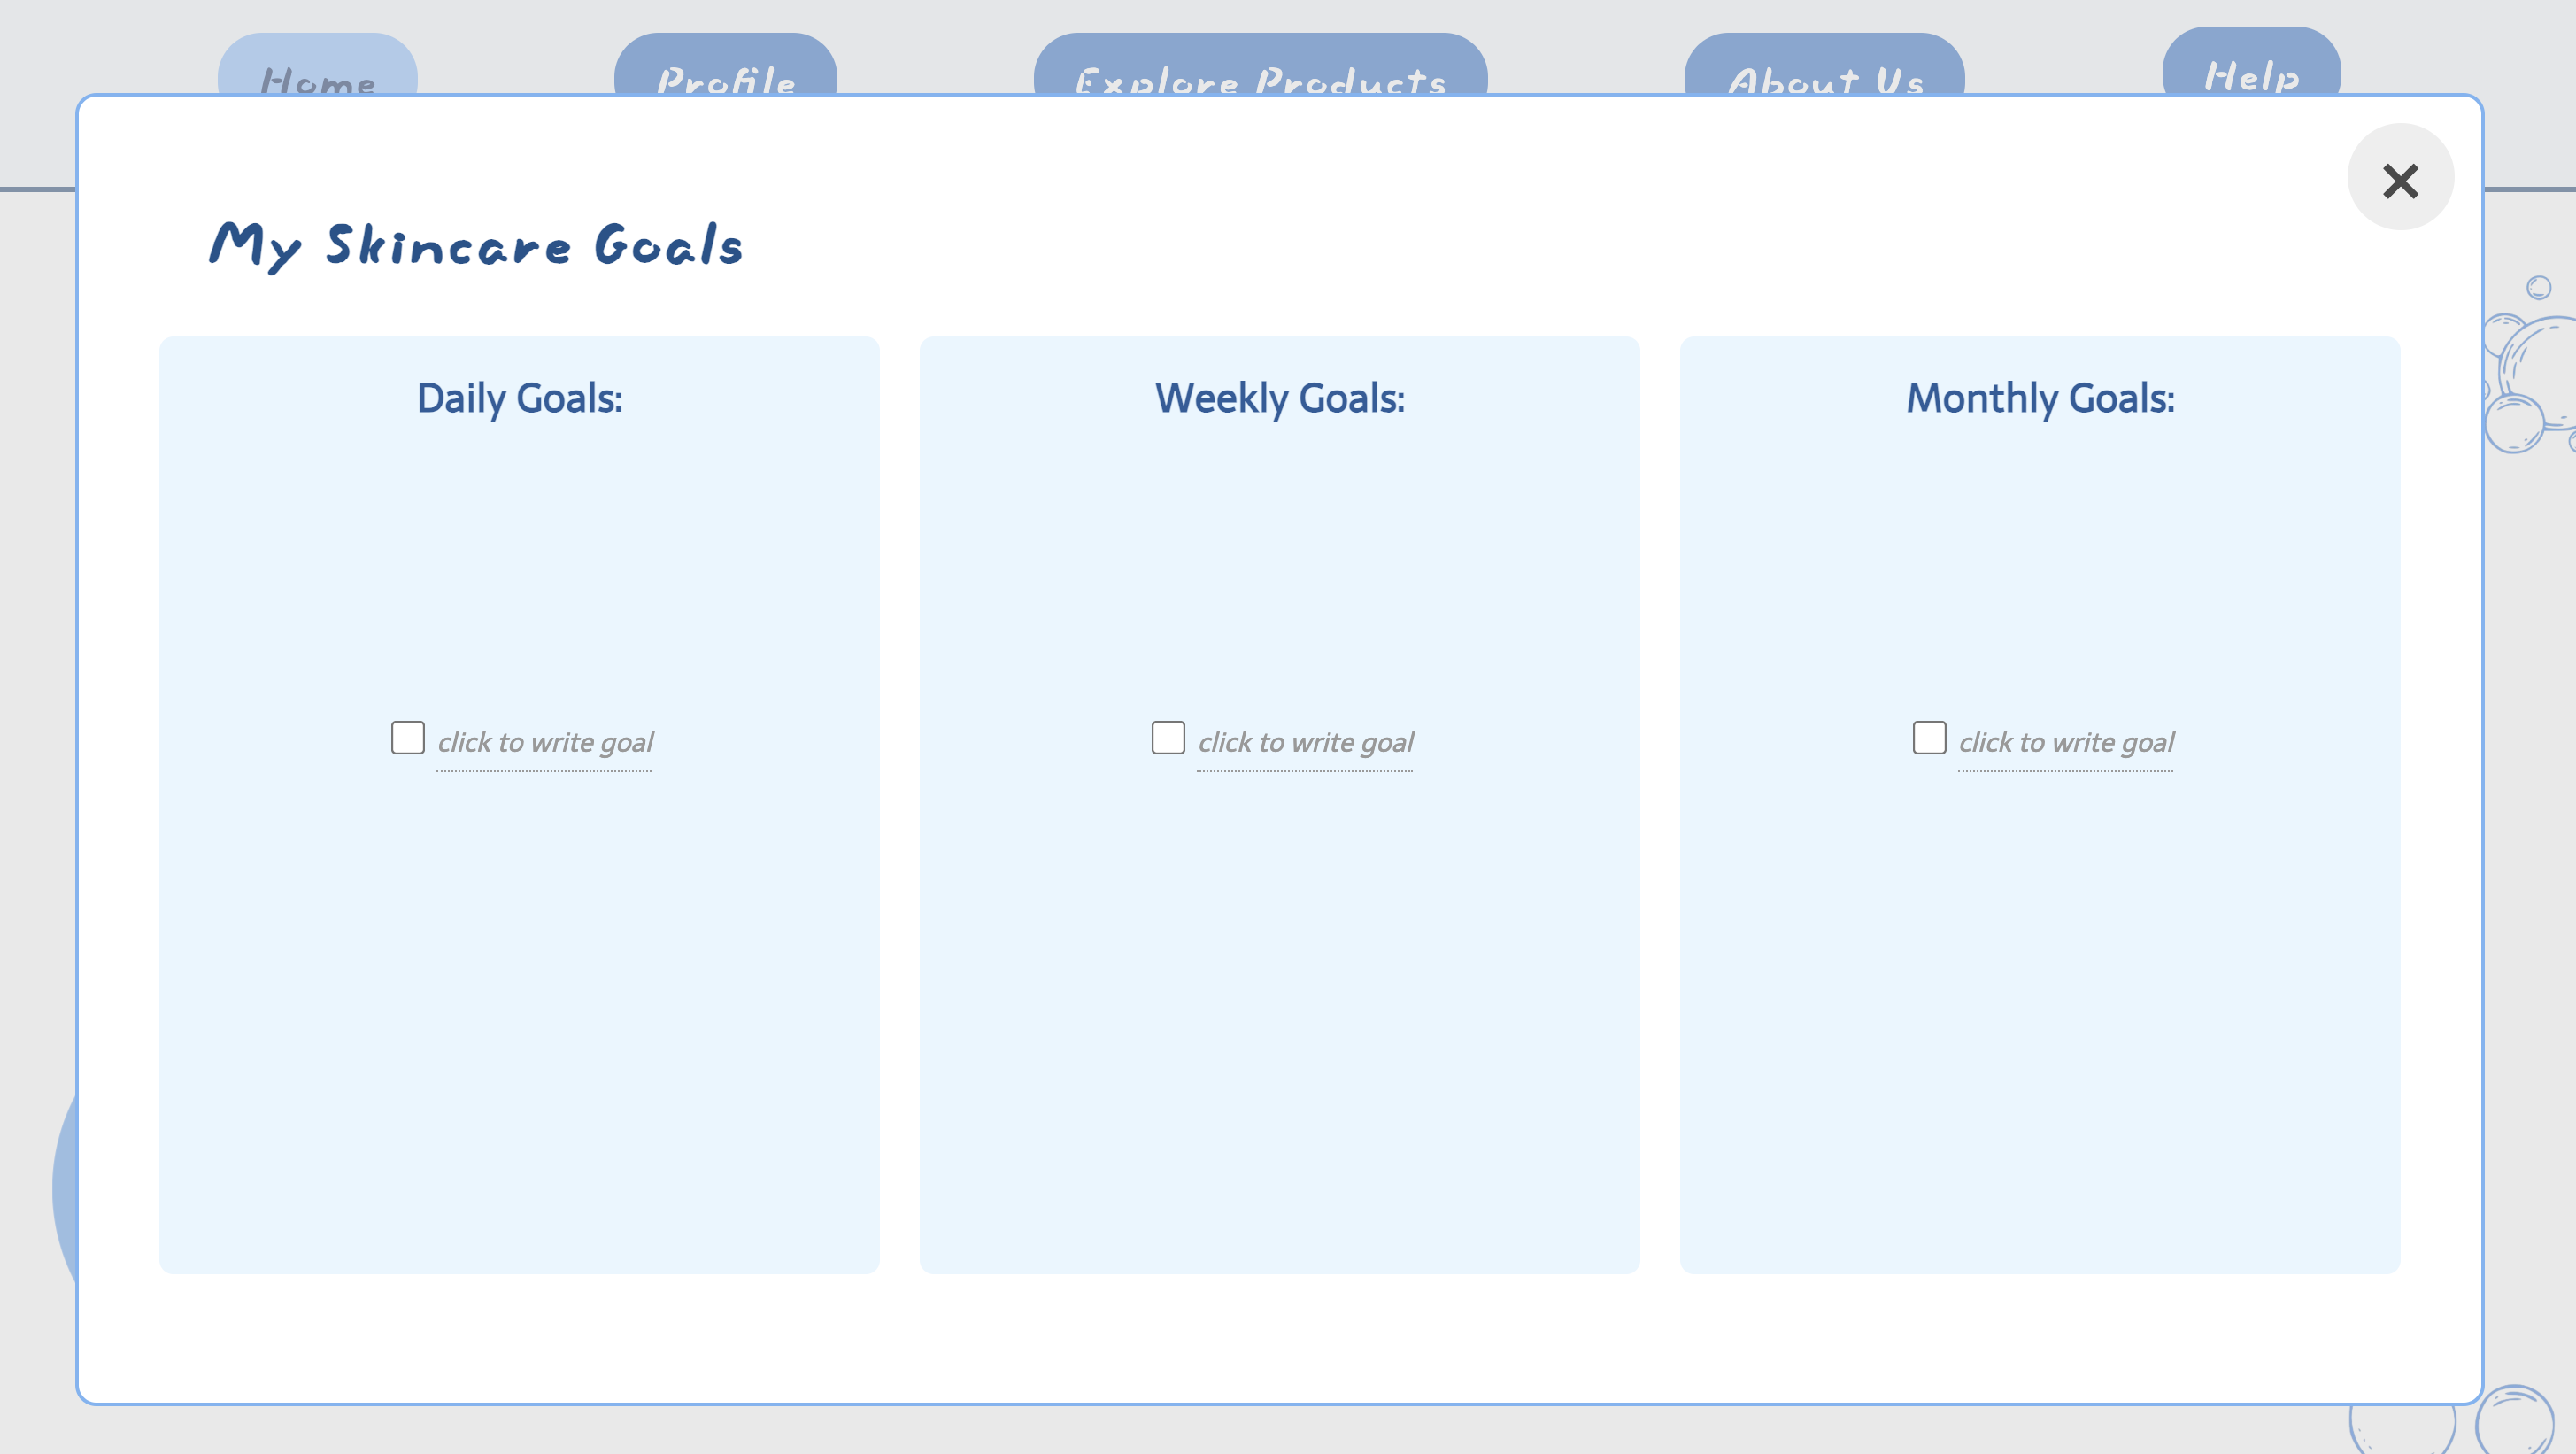 Home Profile Explore Products About Us Help
My Skincare Goals
Daily Goals: Weekly Goals: Monthly Goals:
click to write goal click to write goal click to write goal